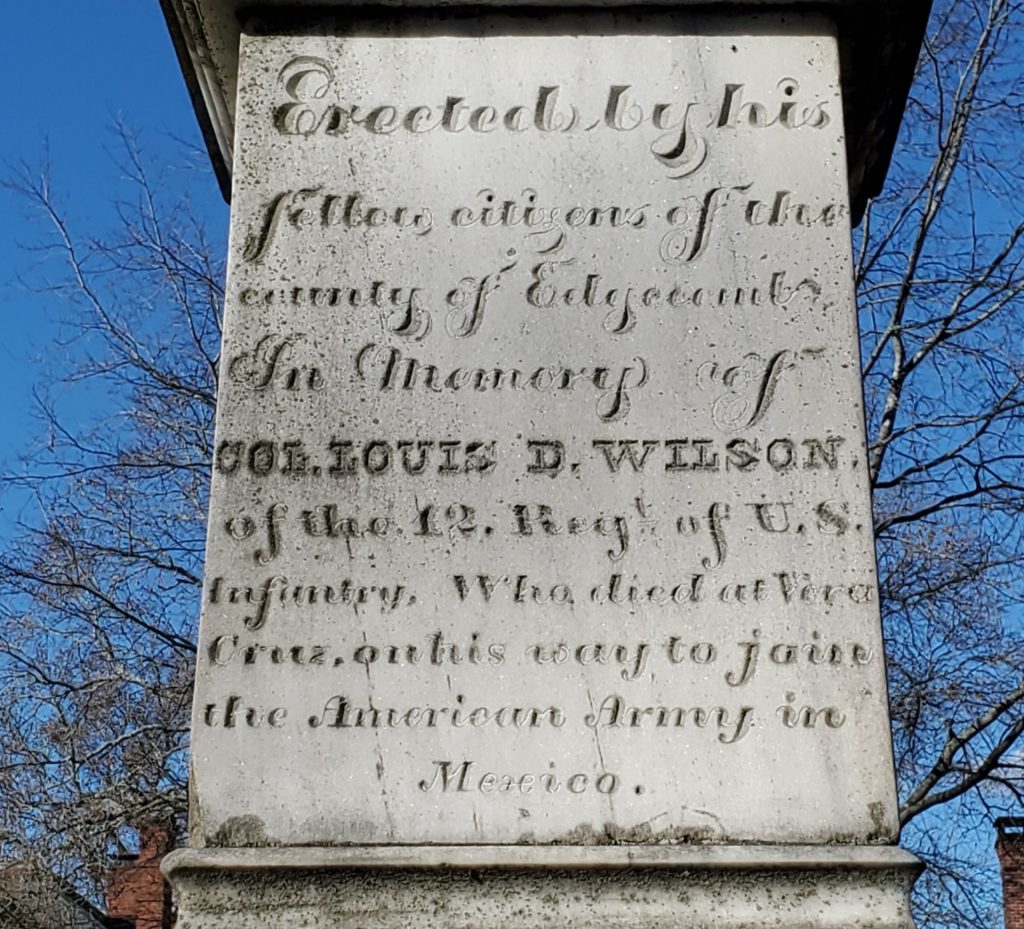 Erected by his
fellow citizens of the
county of Edgecomb,
In Memory of
COL. LOUIS D. WILSON.
of the 12. Regt. of U.S.
Infantry, Who died at Vera
Cruz, on his way to join
the American Army in
Mexico.